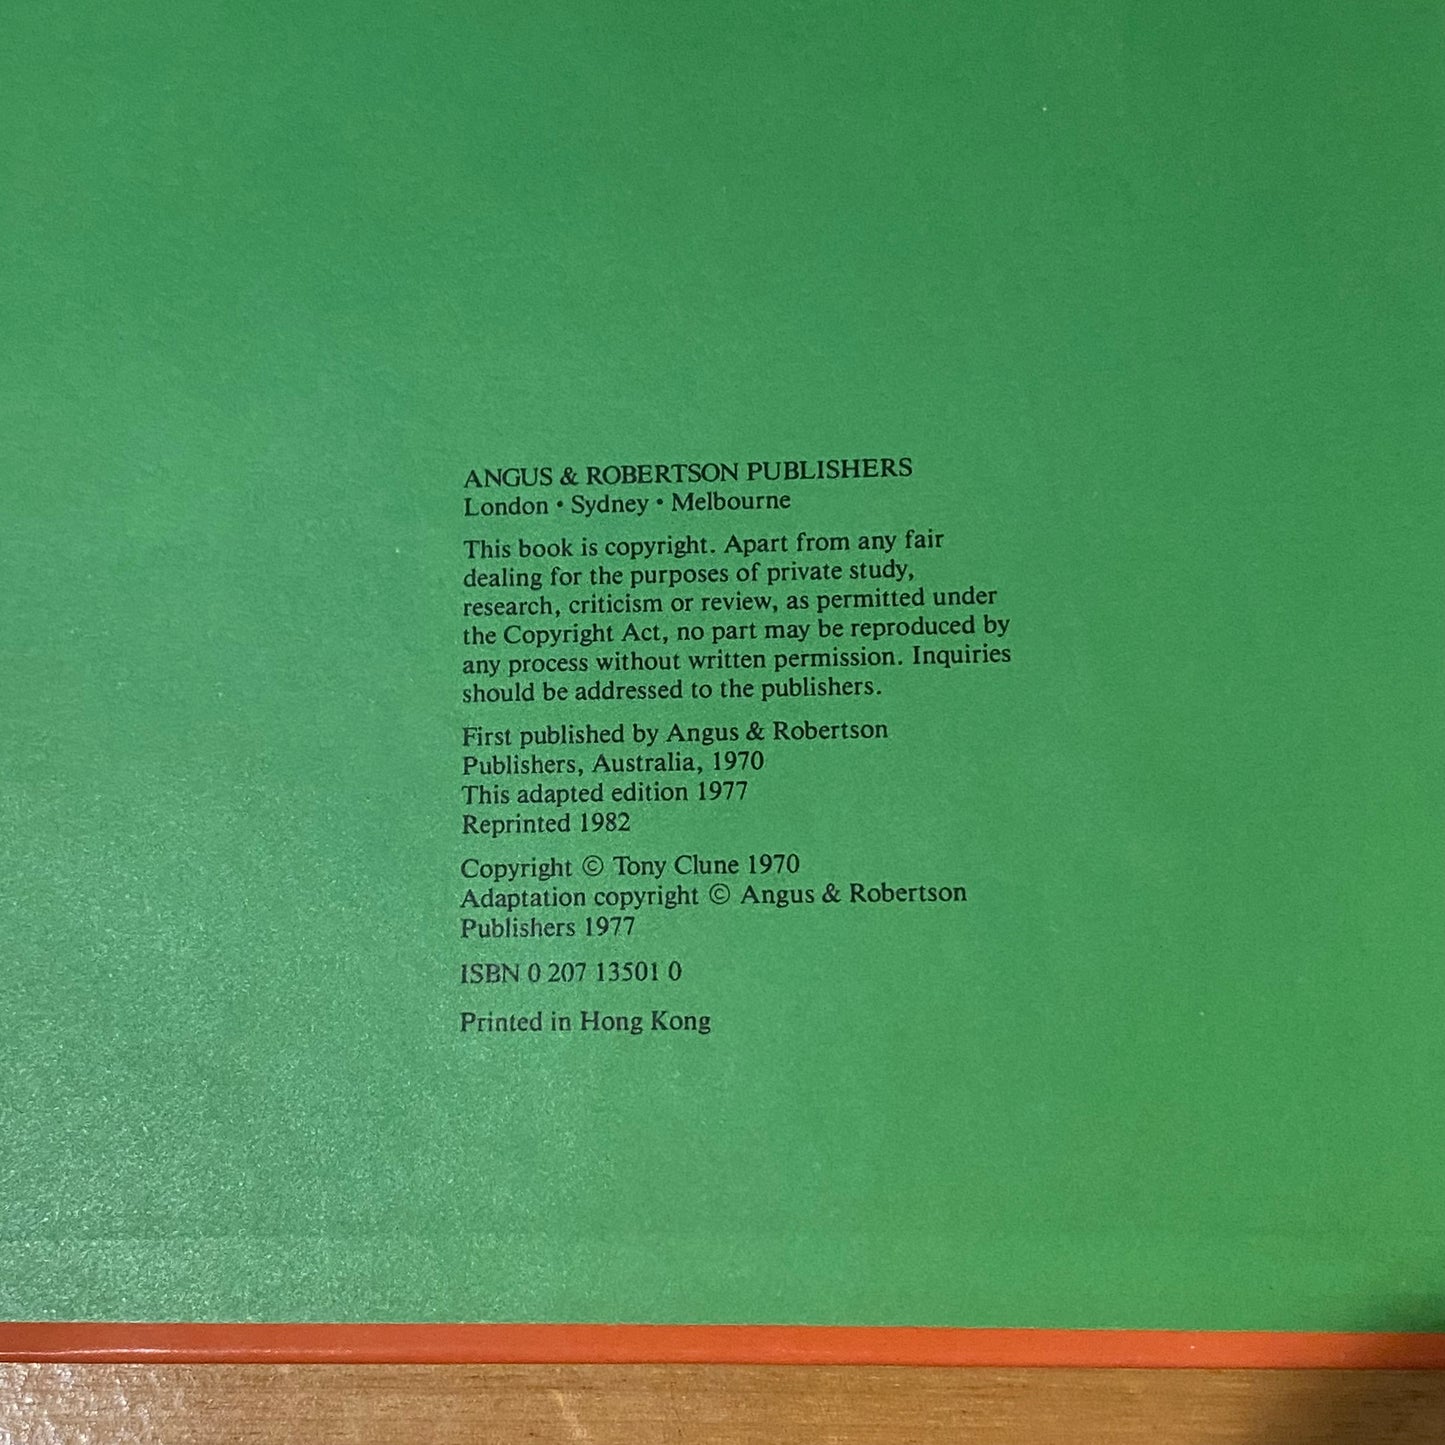 ANGUS & ROBERTSON PUBLISHERS
London • Sydney • Melbourne
This book is copyright. Apart from any fair
dealing for the purposes of private study,
research, criticism or review, as permitted under
the Copyright Act, no part may be reproduced by
any process without written permission. Inquiries
should be addressed to the publishers.
First published by Angus & Robertson
Publishers, Australia, 1970
This adapted edition 1977
Reprinted 1982
Copyright © Tony Clune 1970
Adaptation copyright © Angus & Robertson
Publishers 1977
ISBN 0 207 13501 0
Printed in Hong Kong